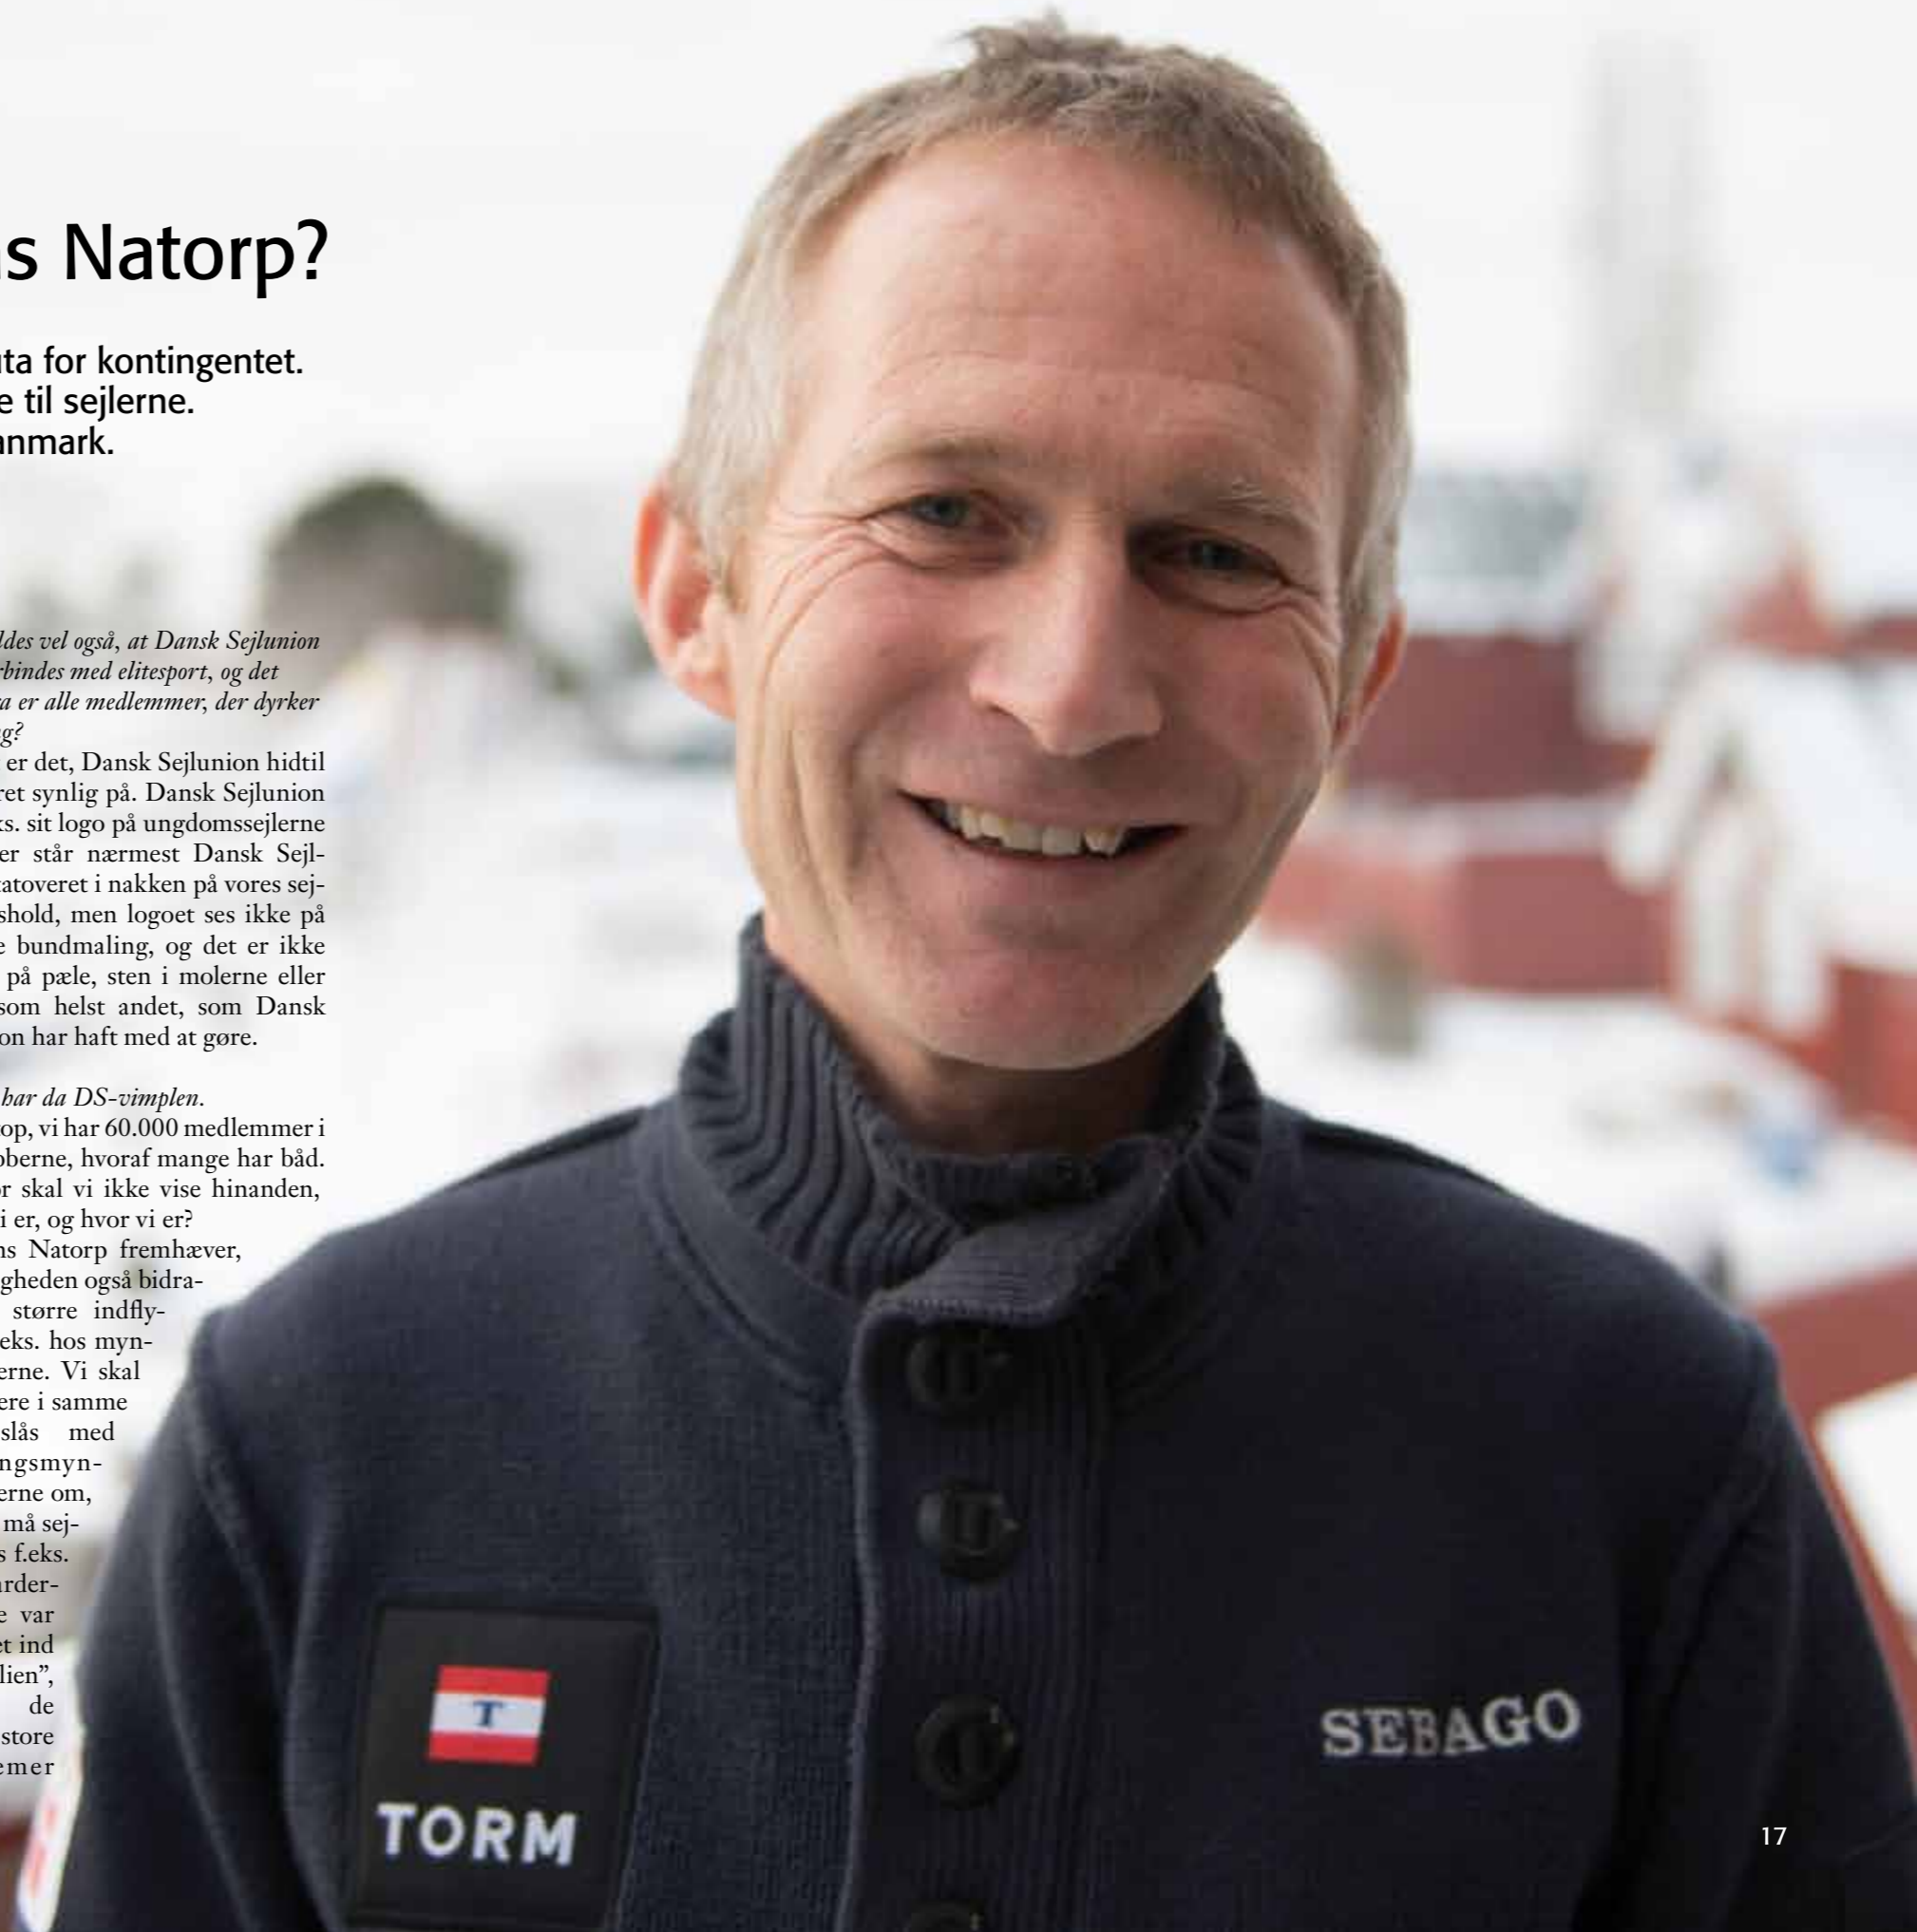 s Natorp?
ta for kontingentet.
e til sejlerne.
anmark.
ldes vel også, at Dansk Sejlunion
rbindes med elitesport, og det
a er alle medlemmer, der dyrker
g?
er det, Dansk Sejlunion hidtil
ret synlig på. Dansk Sejlunion
ks. sit logo på ungdomssejlerne
er står nærmest Dansk Sejl-
tatoveret i nakken på vores sej-
shold, men logoet ses ikke på
e bundmaling, og det er ikke
på pæle, sten i molerne eller
som helst andet, som Dansk
on har haft med at gøre.
har da DS-vimplen.
op, vi har 60.000 medlemmer i
bberne, hvoraf mange har båd.
r skal vi ikke vise hinanden,
i er, og hvor vi er?
ns Natorp fremhæver,
gheden også bidra-
større indfly-
eks. hos myn-
erne. Vi skal
ere i samme
slås med
ngsmyn-
erne om,
må sej-
s f.eks.
arder-
e var
et ind
lien”,
de
store
emer
T
TORM
SEBAGO
17